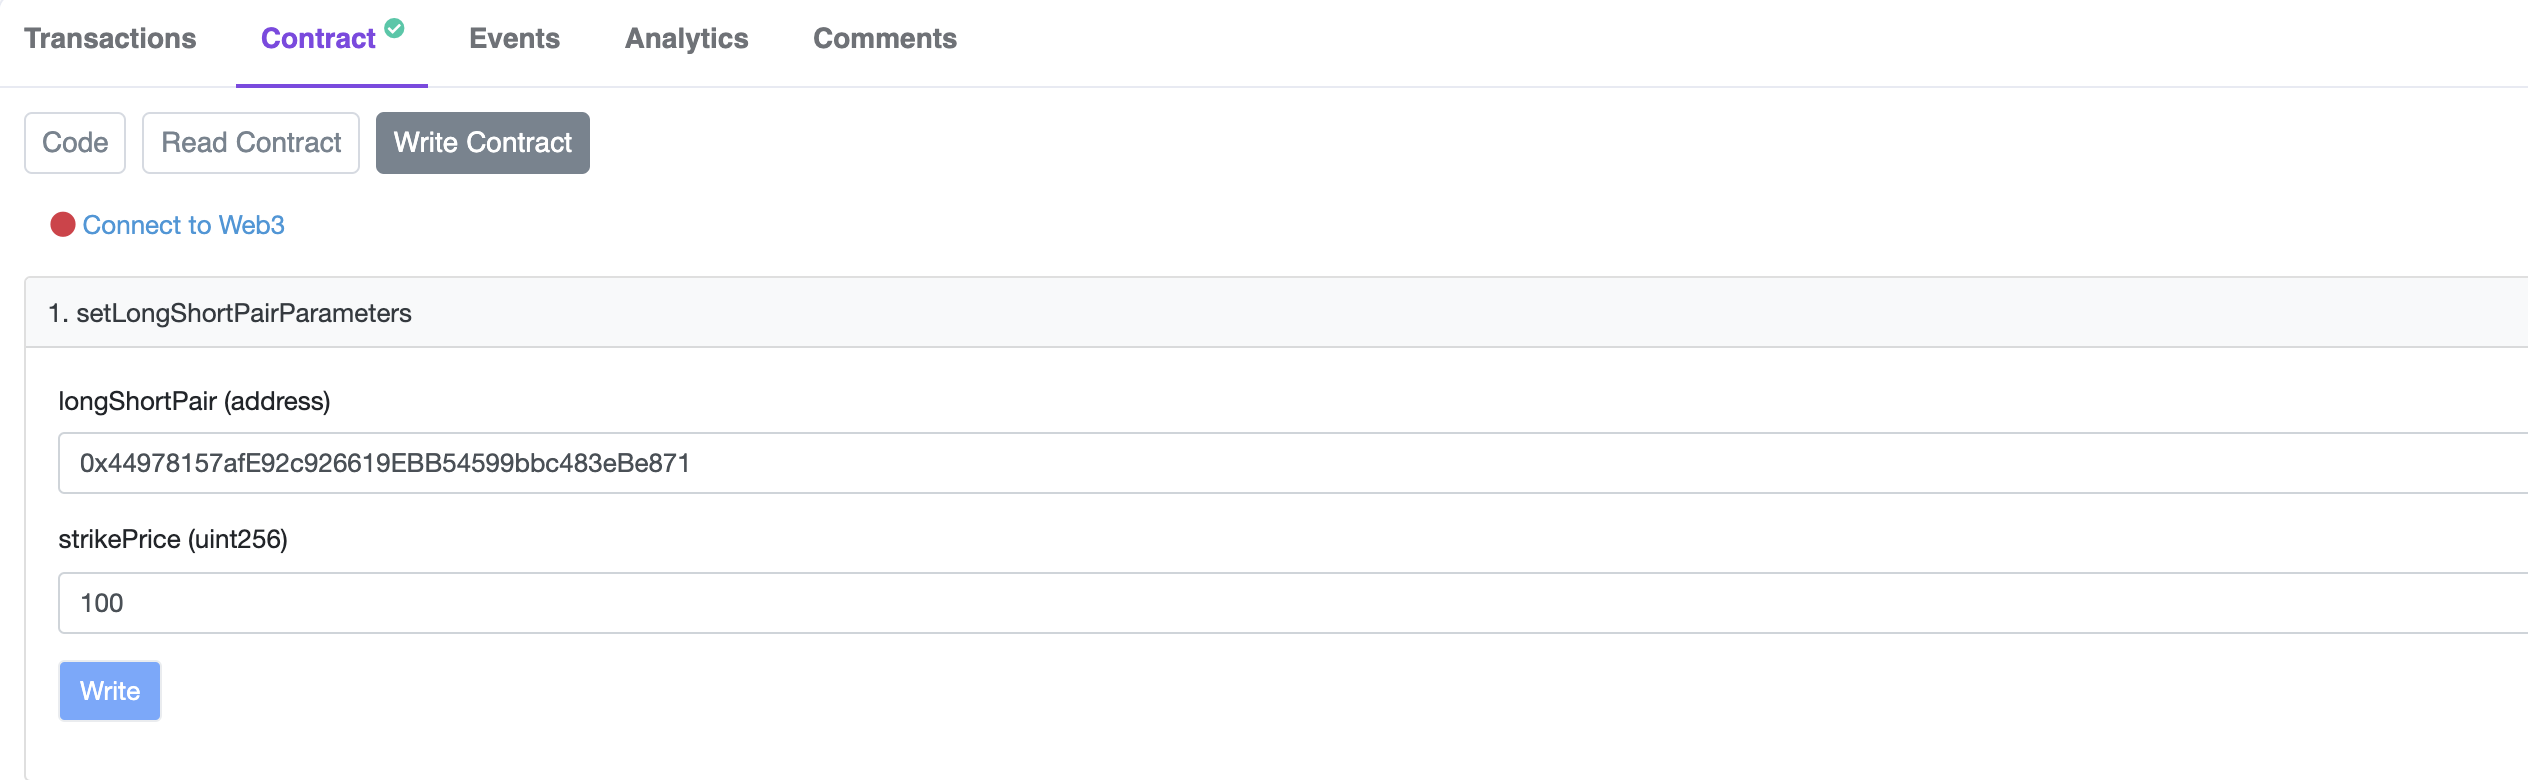 Transactions Contract Events Analytics Comments
Code Read Contract Write Contract
Connect to Web3
1. setLongShortPairParameters
longShortPair (address)
0x44978157afE92c926619EBB54599bbc483eBe871
strikePrice (uint256)
100
Write